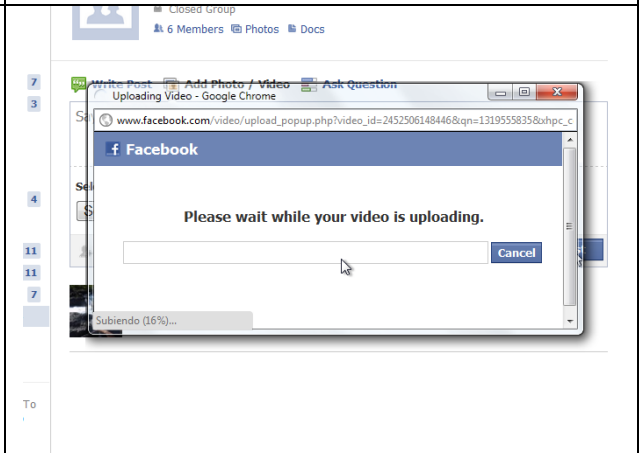 Closed Group
6 Members Photos Docs
7
Write Post Add Photo / Video Ask Question
Uploading Video - Google Chrome
3
www.facebook.com/video/upload_popup.php?video_id=2452506148446&qn=1319555835&xhpc_c
Facebook
4
Please wait while your video is uploading.
11
Cancel
11
7
Subiendo (16%)...
To